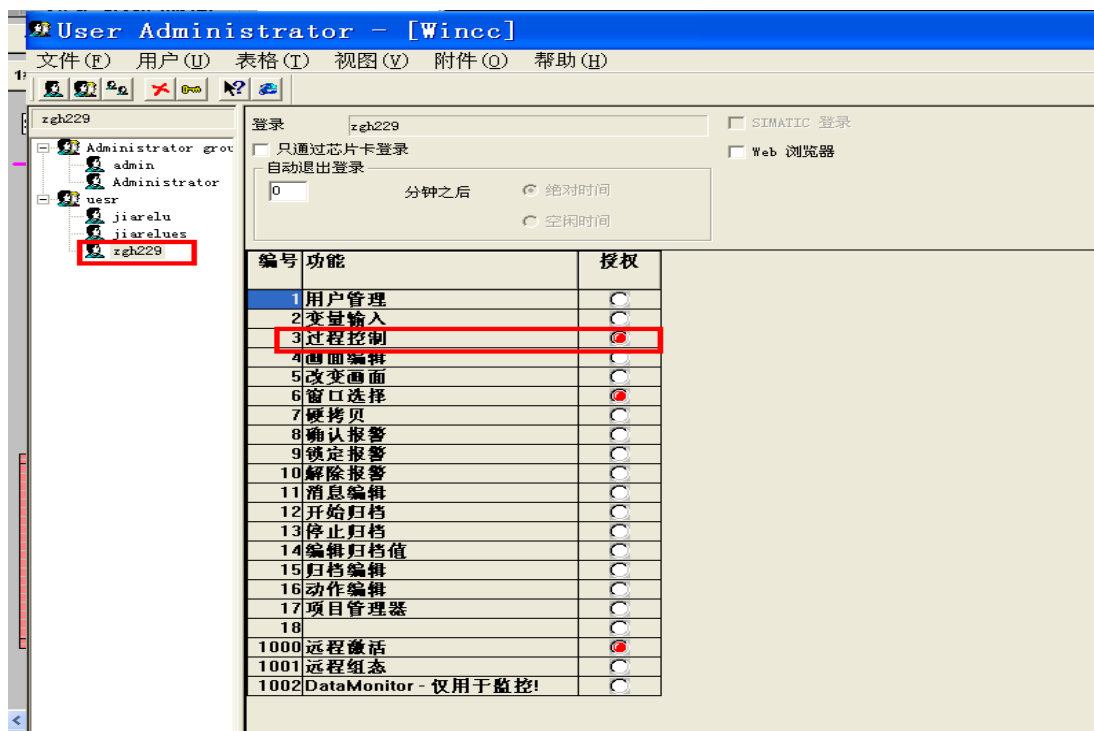 User Administrator - [Wincc]
文件(F) 用户(U) 表格(T) 视图(V) 附件(O) 帮助(H)
zgh229
Administrator grou
admin
Administrator
uesr
jiarelu
jiarelues
zgh229
登录 zgh229
SIMATIC 登录
只通过芯片卡登录
Web 浏览器
自动退出登录
0 分钟之后 绝对时间
空闲时间
编号 功能 授权
1 用户管理
2 变量输入
3 过程控制
4 画面编辑
5 改变画面
6 窗口选择
7 硬拷贝
8 确认报警
9 锁定报警
10 解除报警
11 消息编辑
12 开始归档
13 停止归档
14 编辑归档值
15 归档编辑
16 动作编辑
17 项目管理器
18
1000 远程激活
1001 远程组态
1002 DataMonitor - 仅用于监控!